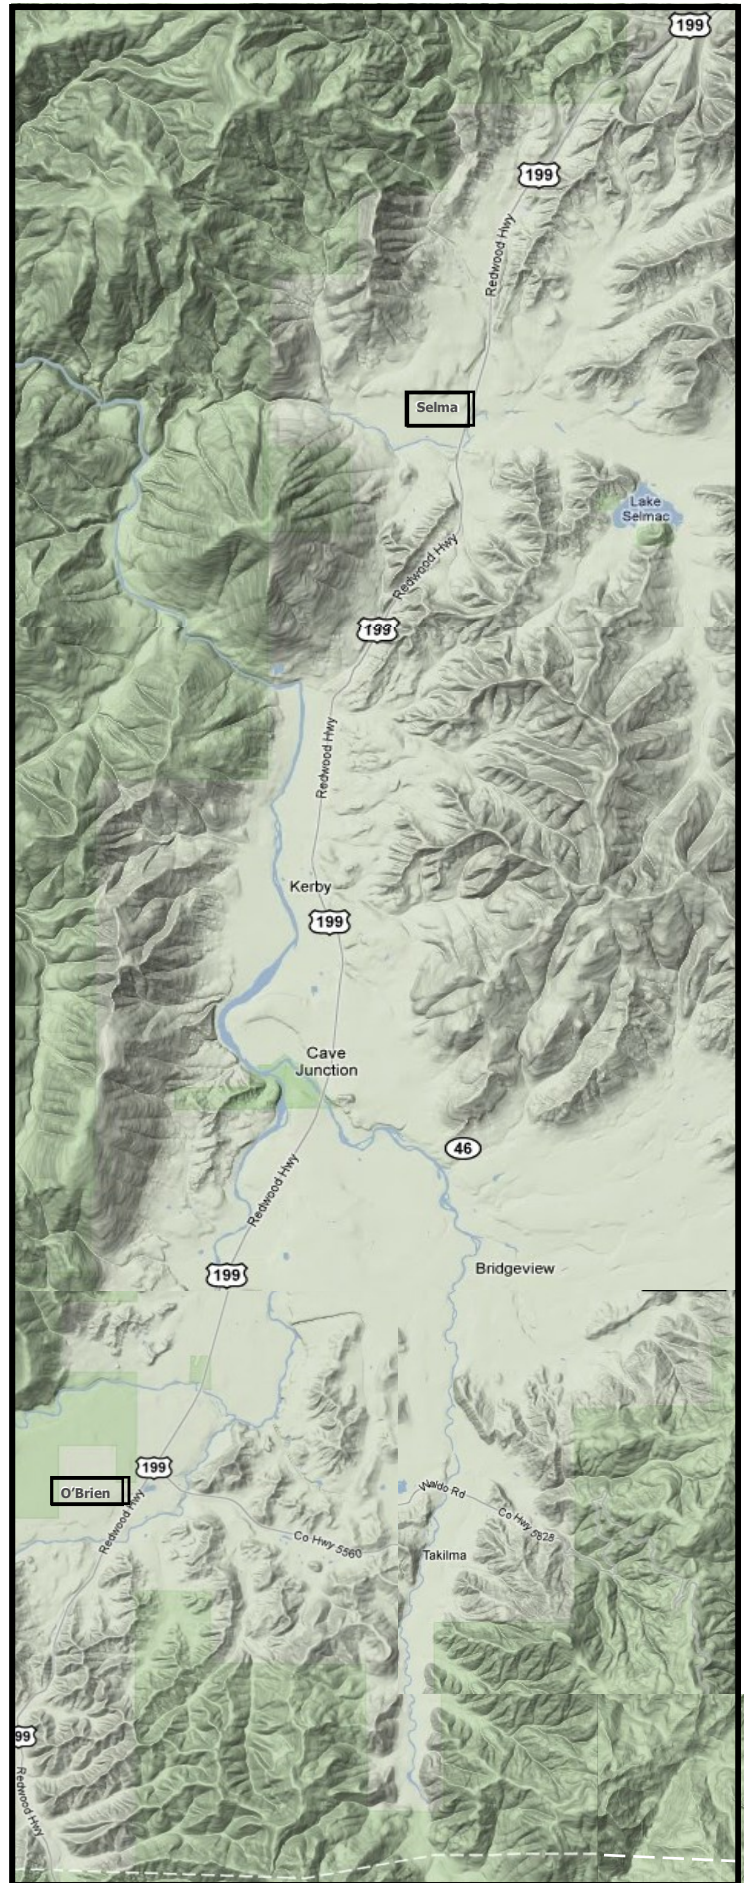 199
199
Redwood Hwy
Selma
Lake
Selmac
Redwood Hwy
199
Redwood Hwy
Kerby
199
Cave
Junction
46
Redwood Hwy
199
Bridgeview
199
O'Brien
Redwood Hwy
Waldo Rd
Co Hwy 5828
Co Hwy 5560
Takilma
99
Redwood Hwy